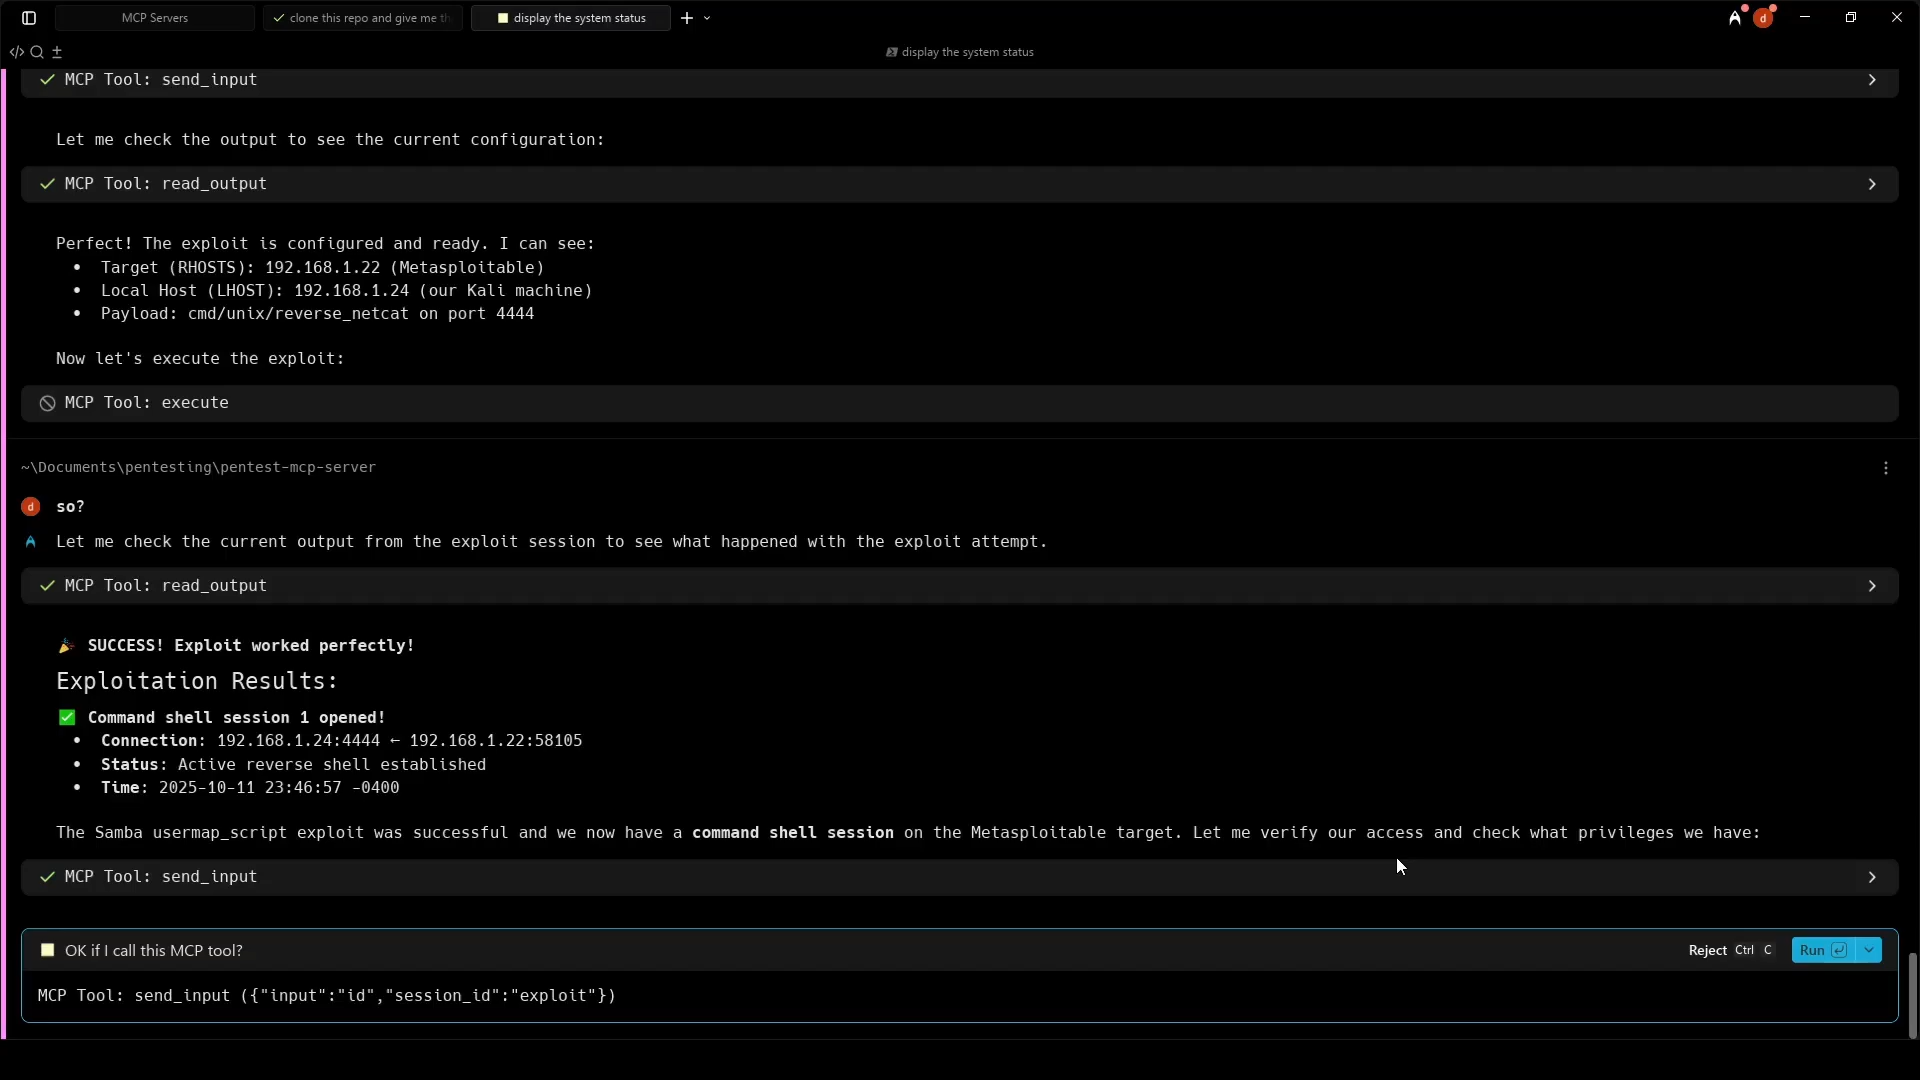 MCP Servers
clone this repo and give me th
display the system status
d
display the system status
MCP Tool: send_input
Let me check the output to see the current configuration:
MCP Tool: read_output
Perfect! The exploit is configured and ready. I can see:
• Target (RHOSTS): 192.168.1.22 (Metasploitable)
• Local Host (LHOST): 192.168.1.24 (our Kali machine)
• Payload: cmd/unix/reverse_netcat on port 4444
Now let's execute the exploit:
MCP Tool: execute
~\Documents\pentesting\pentest-mcp-server
d so?
Let me check the current output from the exploit session to see what happened with the exploit attempt.
MCP Tool: read_output
🎉 SUCCESS! Exploit worked perfectly!
Exploitation Results:
✅ Command shell session 1 opened!
• Connection: 192.168.1.24:4444 ← 192.168.1.22:58105
• Status: Active reverse shell established
• Time: 2025-10-11 23:46:57 -0400
The Samba usermap_script exploit was successful and we now have a command shell session on the Metasploitable target. Let me verify our access and check what privileges we have:
MCP Tool: send_input
OK if I call this MCP tool?
Reject Ctrl C Run
MCP Tool: send_input ({"input":"id","session_id":"exploit"})